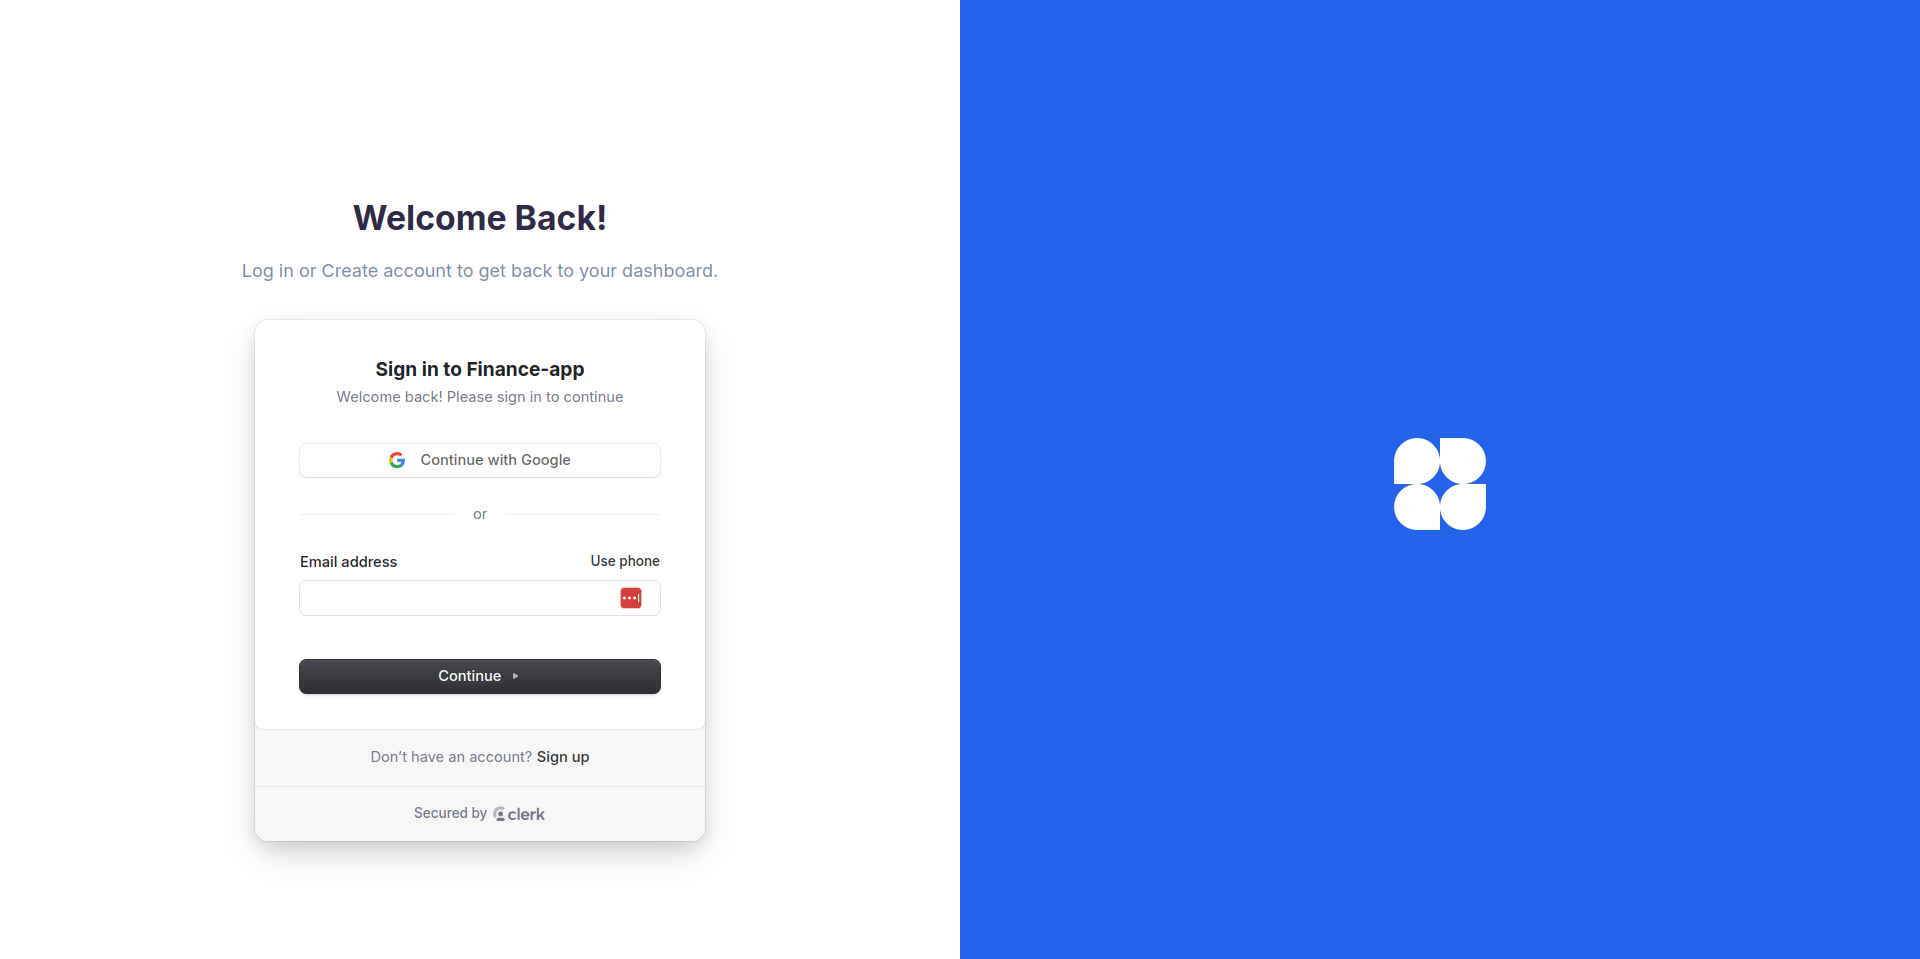 Welcome Back!
Log in or Create account to get back to your dashboard.
Sign in to Finance-app
Welcome back! Please sign in to continue
Continue with Google
or
Email address Use phone
Continue
Don’t have an account? Sign up
Secured by clerk